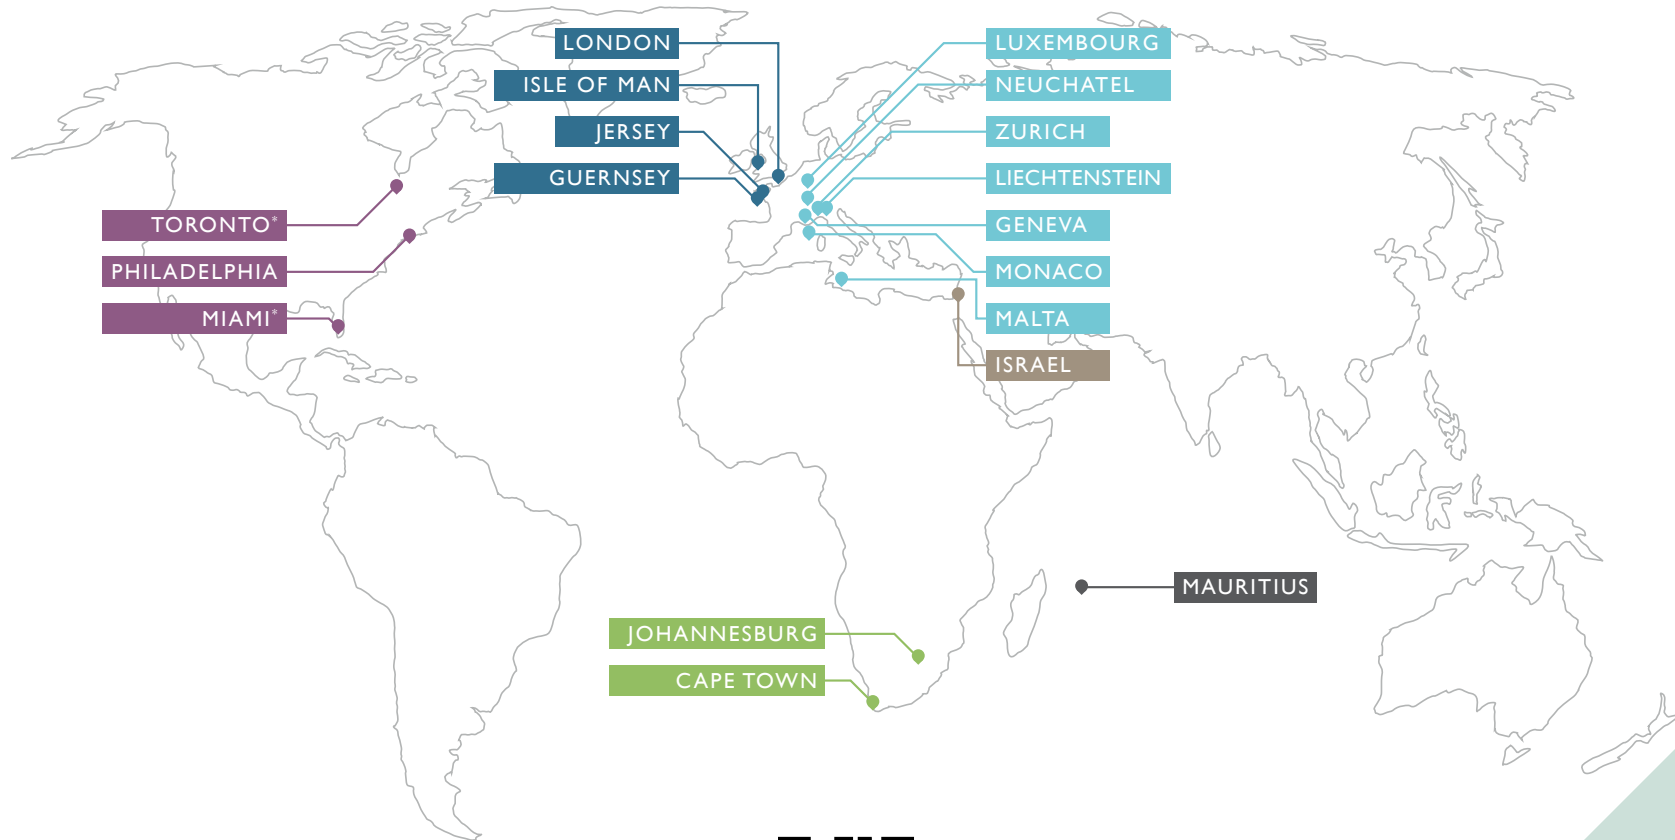 LONDON
ISLE OF MAN
JERSEY
GUERNSEY
TORONTO*
PHILADELPHIA
MIAMI*
LUXEMBOURG
NEUCHATEL
ZURICH
LIECHTENSTEIN
GENEVA
MONACO
MALTA
ISRAEL
MAURITIUS
JOHANNESBURG
CAPE TOWN